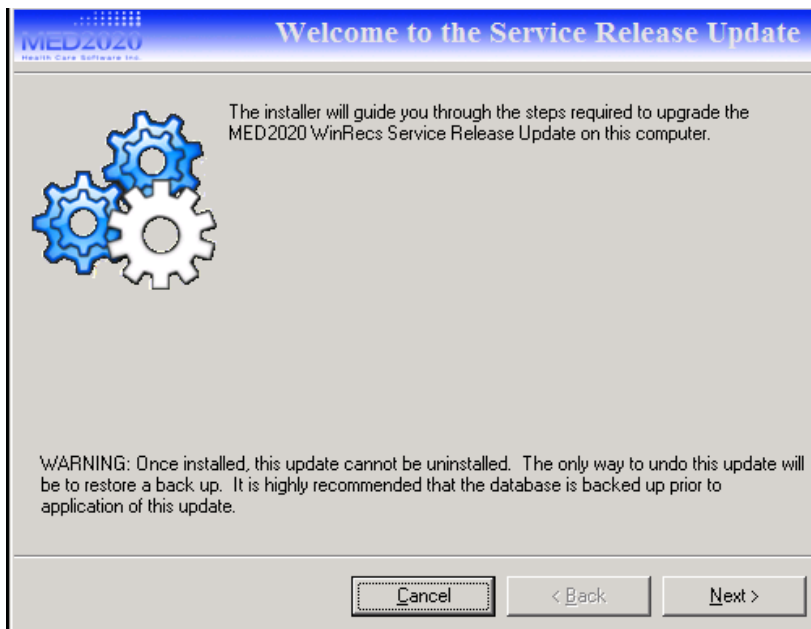 MED2020
Health Care Software Inc.
Welcome to the Service Release Update
The installer will guide you through the steps required to upgrade the
MED2020 WinRecs Service Release Update on this computer.
WARNING: Once installed, this update cannot be uninstalled.  The only way to undo this update will
be to restore a back up.  It is highly recommended that the database is backed up prior to
application of this update.
Cancel
< Back
Next >